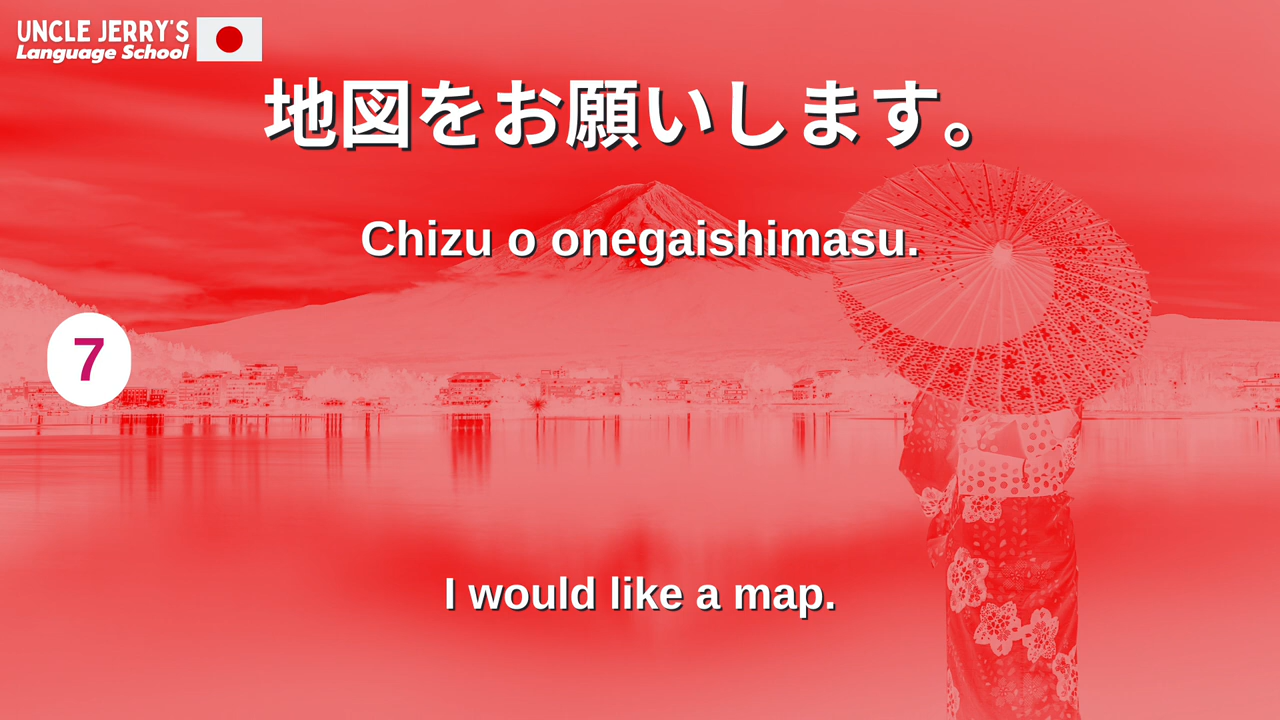 UNCLE JERRY'S
Language School
地図をお願いします。
Chizu o onegaishimasu.
7
I would like a map.